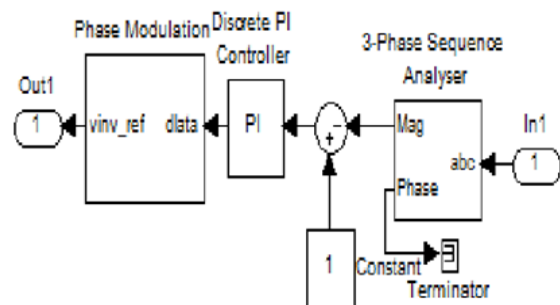 Phase Modulation
Discrete PI
Controller
3-Phase Sequence
Analyser
Out1
1
vinv_ref
dlata
PI
-
+
Mag
Phase
abc
In1
1
1
Constant
Terminator